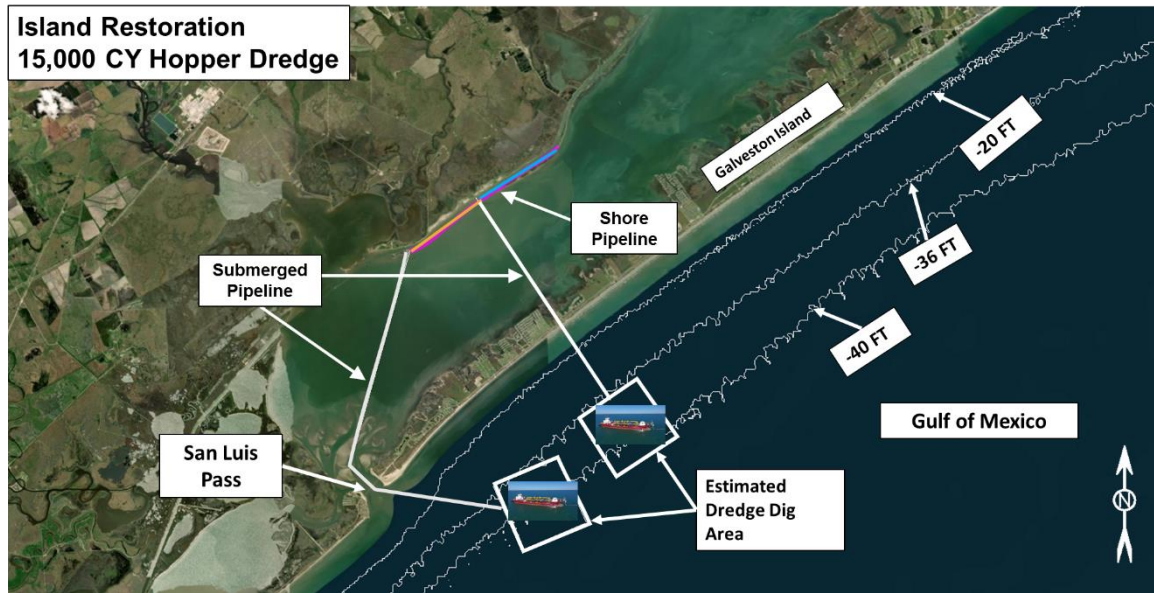 Island Restoration
15,000 CY Hopper Dredge
Galveston Island
-20 FT
Shore
Pipeline
-36 FT
Submerged
Pipeline
-40 FT
Gulf of Mexico
San Luis
Pass
Estimated
Dredge Dig
Area
N